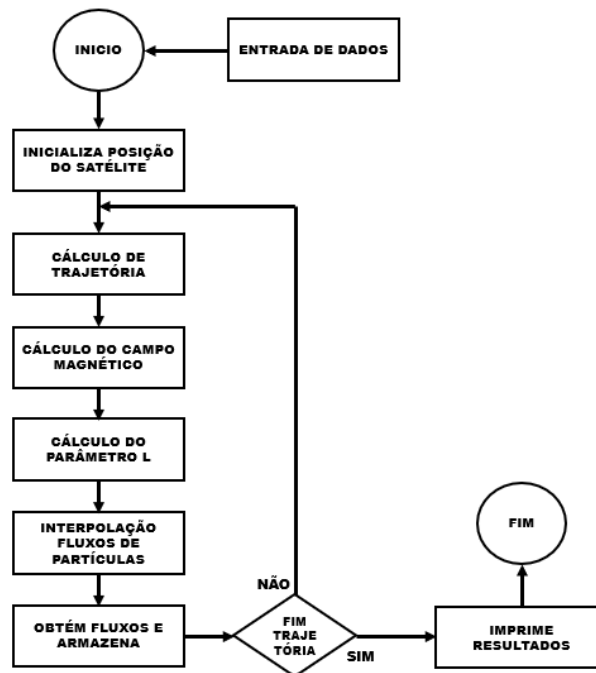 INICIO
ENTRADA DE DADOS
INICIALIZA POSIÇÃO
DO SATÉLITE
CÁLCULO DE
TRAJETÓRIA
CÁLCULO DO CAMPO
MAGNÉTICO
CÁLCULO DO
PARÂMETRO L
INTERPOLAÇÃO
FLUXOS DE
PARTÍCULAS
OBTÉM FLUXOS E
ARMAZENA
NÃO
FIM
TRAJE
TÓRIA
SIM
IMPRIME
RESULTADOS
FIM